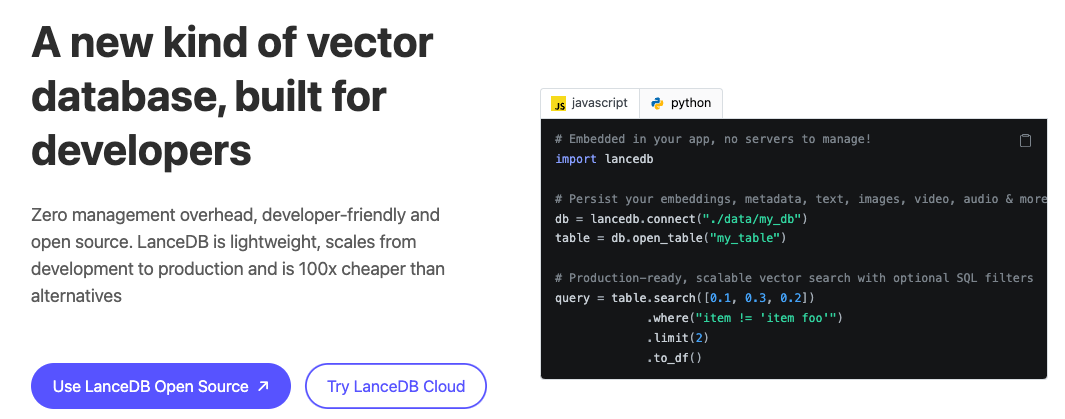 A new kind of vector
database, built for
developers
Zero management overhead, developer-friendly and
open source. LanceDB is lightweight, scales from
development to production and is 100x cheaper than
alternatives
Use LanceDB Open Source ↗
Try LanceDB Cloud
JS javascript
python
# Embedded in your app, no servers to manage!
import lancedb
# Persist your embeddings, metadata, text, images, video, audio & more
db = lancedb.connect("./data/my_db")
table = db.open_table("my_table")
# Production-ready, scalable vector search with optional SQL filters
query = table.search([0.1, 0.3, 0.2])
.where("item != 'item foo'")
.limit(2)
.to_df()